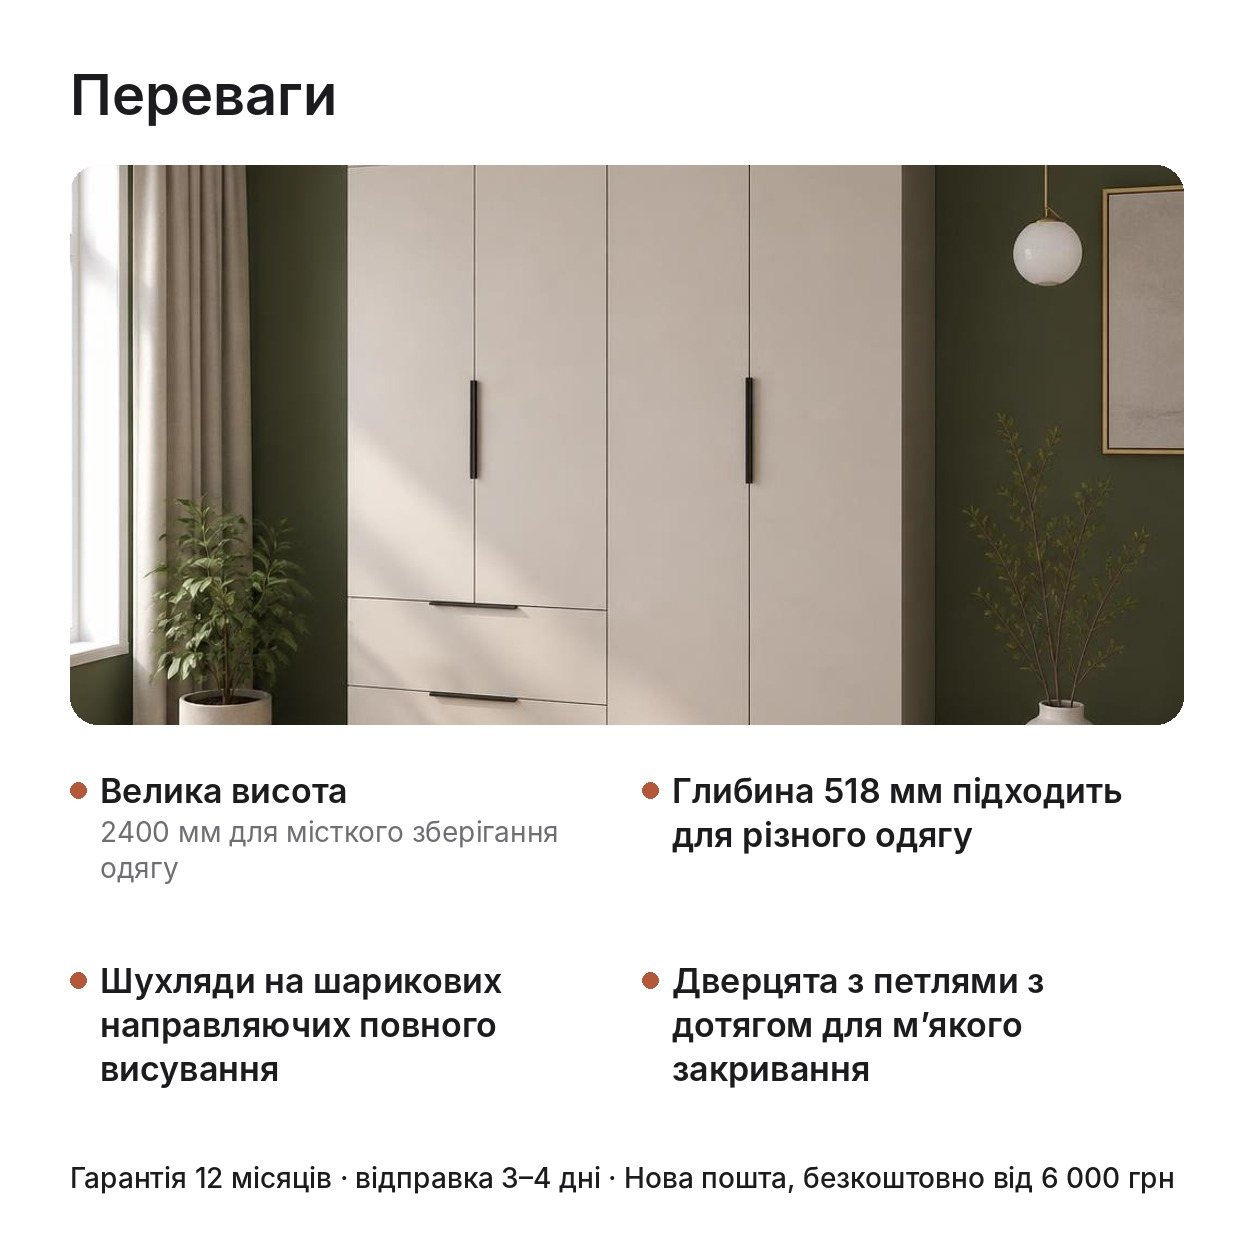 Переваги
Велика висота
2400 мм для місткого зберігання
одягу
Глибина 518 мм підходить
для різного одягу
Шухляди на шарикових
направляючих повного
висування
Дверцята з петлями з
дотягом для м’якого
закривання
Гарантія 12 місяців · відправка 3–4 дні · Нова пошта, безкоштовно від 6 000 грн